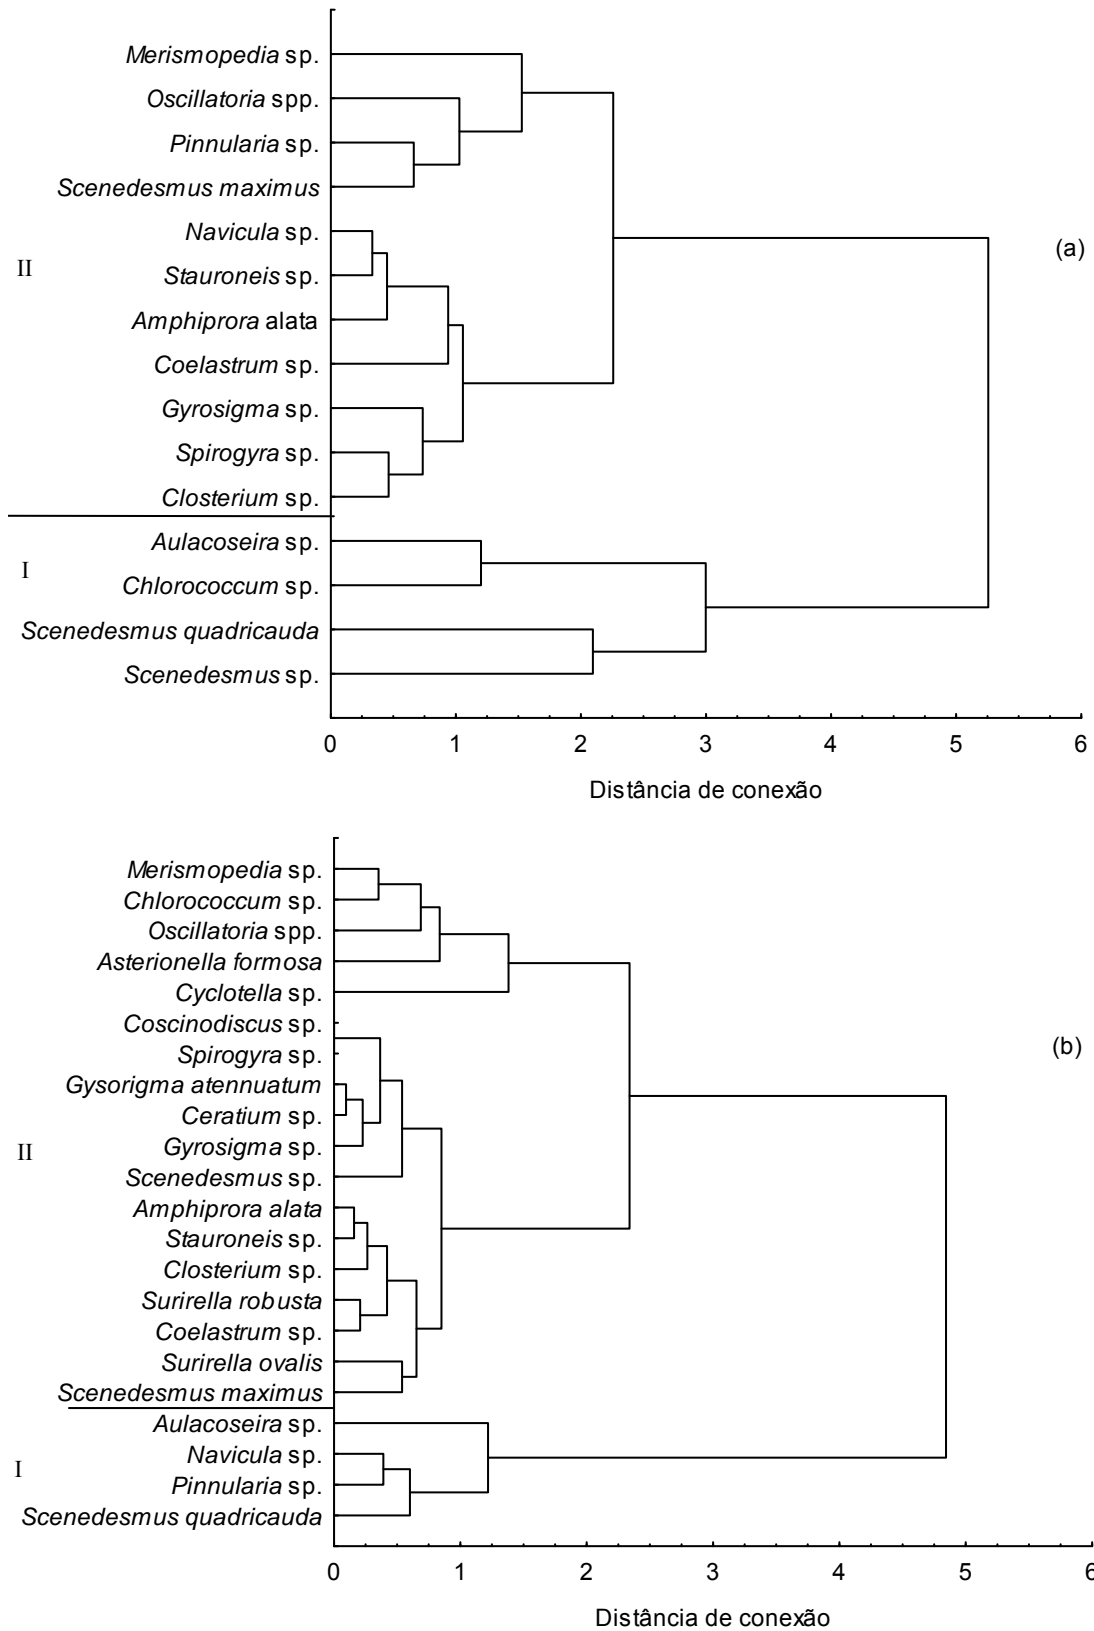 Merismopedia sp.
Oscillatoria spp.
Pinnularia sp.
Scenedesmus maximus
Navicula sp.
II
Stauroneis sp.
(a)
Amphiprora alata
Coelastrum sp.
Gyrosigma sp.
Spirogyra sp.
Closterium sp.
Aulacoseira sp.
I
Chlorococcum sp.
Scenedesmus quadricauda
Scenedesmus sp.
0 1 2 3 4 5 6
Distância de conexão
Merismopedia sp.
Chlorococcum sp.
Oscillatoria spp.
Asterionella formosa
Cyclotella sp.
Coscinodiscus sp.
Spirogyra sp.
(b)
Gysorigma atennuatum
Ceratium sp.
Gyrosigma sp.
II
Scenedesmus sp.
Amphiprora alata
Stauroneis sp.
Closterium sp.
Surirella robusta
Coelastrum sp.
Surirella ovalis
Scenedesmus maximus
Aulacoseira sp.
Navicula sp.
I
Pinnularia sp.
Scenedesmus quadricauda
0 1 2 3 4 5 6
Distância de conexão